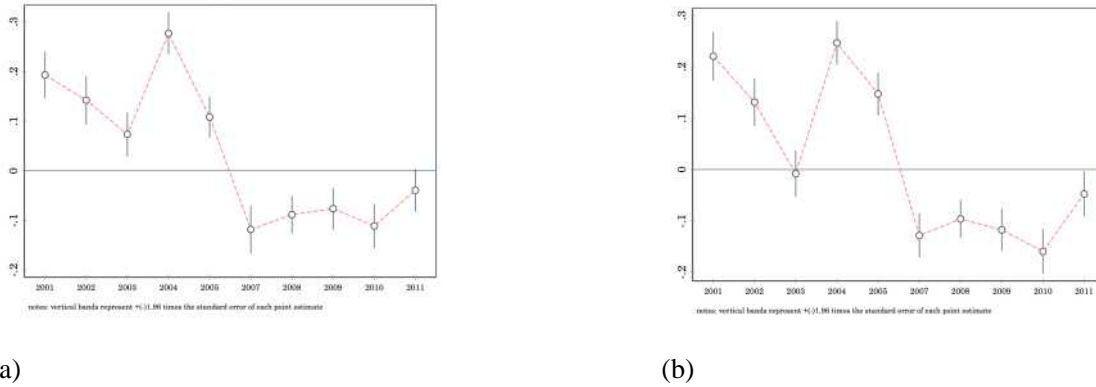 .3
.2
.1
0
-.1
-.2
2001 2002 2003 2004 2005 2007 2008 2009 2010 2011
notes: vertical bands represent +(-)1.96 times the standard error of each point estimate
a)
.3
.2
.1
0
-.1
-.2
2001 2002 2003 2004 2005 2007 2008 2009 2010 2011
notes: vertical bands represent +(-)1.96 times the standard error of each point estimate
(b)